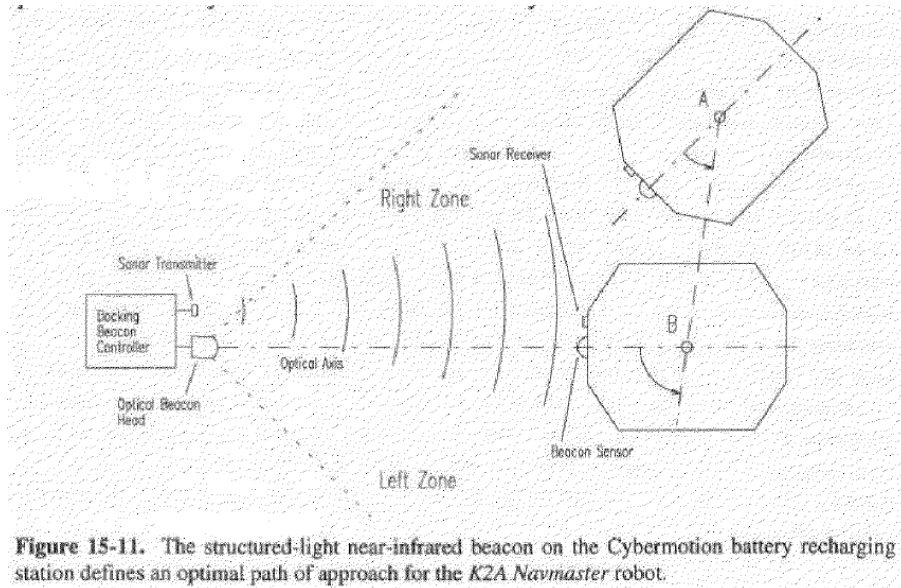 A
Sonar Receiver
Right Zone
Sonar Transmitter
Docking
Beacon
Controller
B
Optical Axis
Optical Beacon
Head
Beacon Sensor
Left Zone
Figure 15-11. The structured-light near-infrared beacon on the Cybermotion battery recharging
station defines an optimal path of approach for the K2A Navmaster robot.